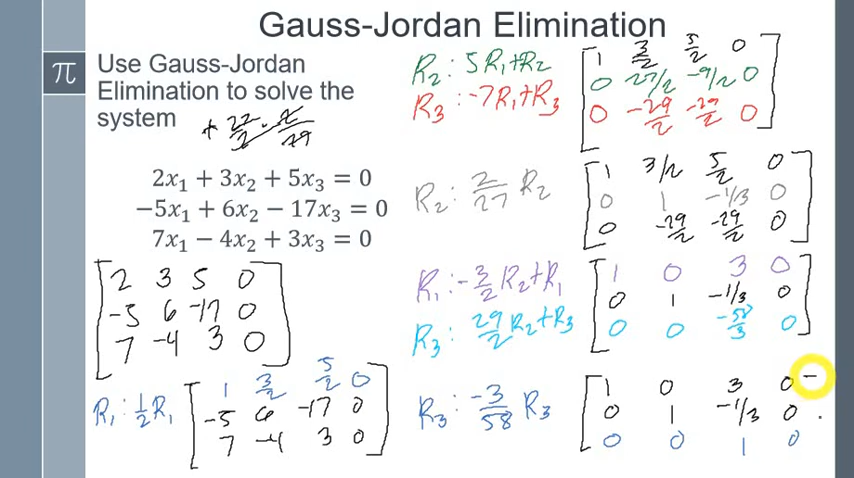 Gauss-Jordan Elimination
π
Use Gauss-Jordan
Elimination to solve the
system
+ 27/2 · 2/29
2x₁ + 3x₂ + 5x₃ = 0
−5x₁ + 6x₂ − 17x₃ = 0
7x₁ − 4x₂ + 3x₃ = 0
2 3 5 0
-5 6 -17 0
7 -4 3 0
R₁: 1/2 R₁
1 3/2 5/2 0
-5 6 -17 0
7 -4 3 0
R₂: 5R₁+R₂
R₃: -7R₁+R₃
1 3/2 5/2 0
0 27/2 -9/2 0
0 -29/2 -29/2 0
R₂: 2/27 R₂
1 3/2 5/2 0
0 1 -1/3 0
0 -29/2 -29/2 0
R₁: -3/2 R₂+R₁
R₃: 29/2 R₂+R₃
1 0 3 0
0 1 -1/3 0
0 0 -58/3 0
R₃: -3/58 R₃
1 0 3 0
0 1 -1/3 0
0 0 1 0